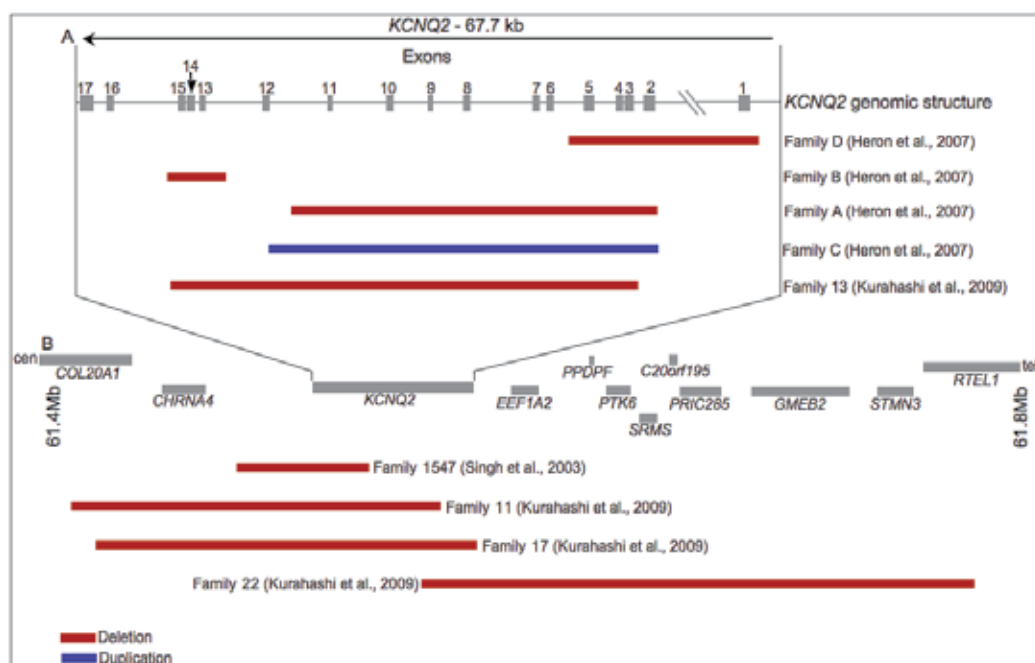 A
KCNQ2 - 67.7 kb
Exons
14
17 16 15 13 12 11 10 9 8 7 6 5 4 3 2 1
KCNQ2 genomic structure
Family D (Heron et al., 2007)
Family B (Heron et al., 2007)
Family A (Heron et al., 2007)
Family C (Heron et al., 2007)
Family 13 (Kurahashi et al., 2009)
B
cen
COL20A1
CHRNA4
KCNQ2
EEF1A2
PPDPF
PTK6
SRMS
C20orf195
PRIC285
GMEB2
STMN3
RTEL1
tel
61.4Mb
61.8Mb
Family 1547 (Singh et al., 2003)
Family 11 (Kurahashi et al., 2009)
Family 17 (Kurahashi et al., 2009)
Family 22 (Kurahashi et al., 2009)
Deletion
Duplication